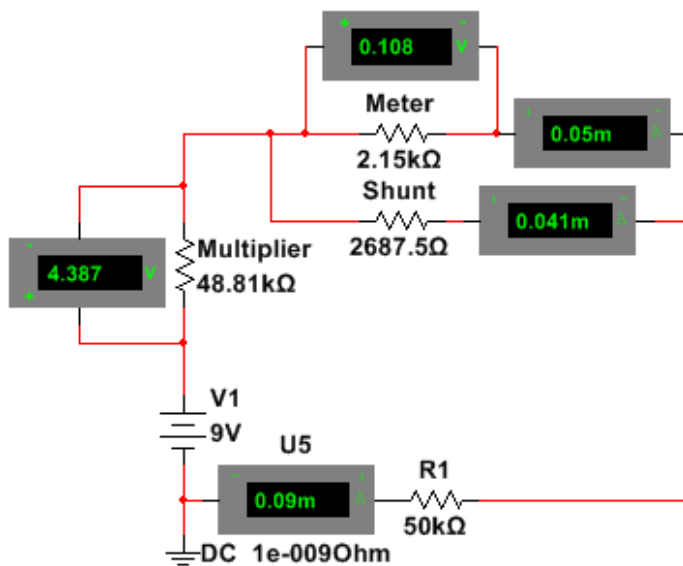 + -
0.108 V
Meter
+ -
0.05m A
2.15kΩ
Shunt
+ -
0.041m A
2687.5Ω
-
4.387 V
+
Multiplier
48.81kΩ
V1
9V
U5
- +
0.09m A
R1
50kΩ
DC 1e-009Ohm